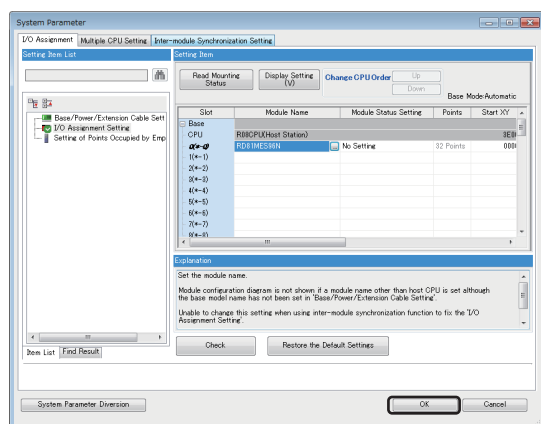 System Parameter
I/O Assignment Multiple CPU Setting Inter-module Synchronization Setting
Setting Item List
Setting Item
Read Mounting Status
Display Setting (V)
Change CPU Order
Up
Down
Base Mode:Automatic
Base/Power/Extension Cable Sett
I/O Assignment Setting
Setting of Points Occupied by Emp
Slot Module Name Module Status Setting Points Start XY
Base
CPU R08CPU(Host Station) 3E0
0(*-0) RD81MES96N No Setting 32 Points 000
1(*-1)
2(*-2)
3(*-3)
4(*-4)
5(*-5)
6(*-6)
7(*-7)
8(*-8)
Explanation
Set the module name.
Module configuration diagram is not shown if a module name other than host CPU is set although
the base model name has not been set in 'Base/Power/Extension Cable Setting'.
Unable to change this setting when using inter-module synchronization function to fix the 'I/O
Assignment Setting'.
Item List Find Result
Check
Restore the Default Settings
System Parameter Diversion
OK
Cancel